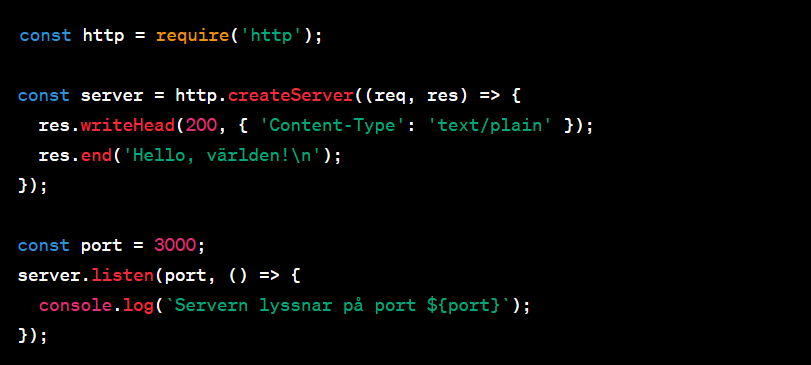 const http = require('http');

const server = http.createServer((req, res) => {
  res.writeHead(200, { 'Content-Type': 'text/plain' });
  res.end('Hello, världen!\n');
});

const port = 3000;
server.listen(port, () => {
  console.log(`Servern lyssnar på port ${port}`);
});